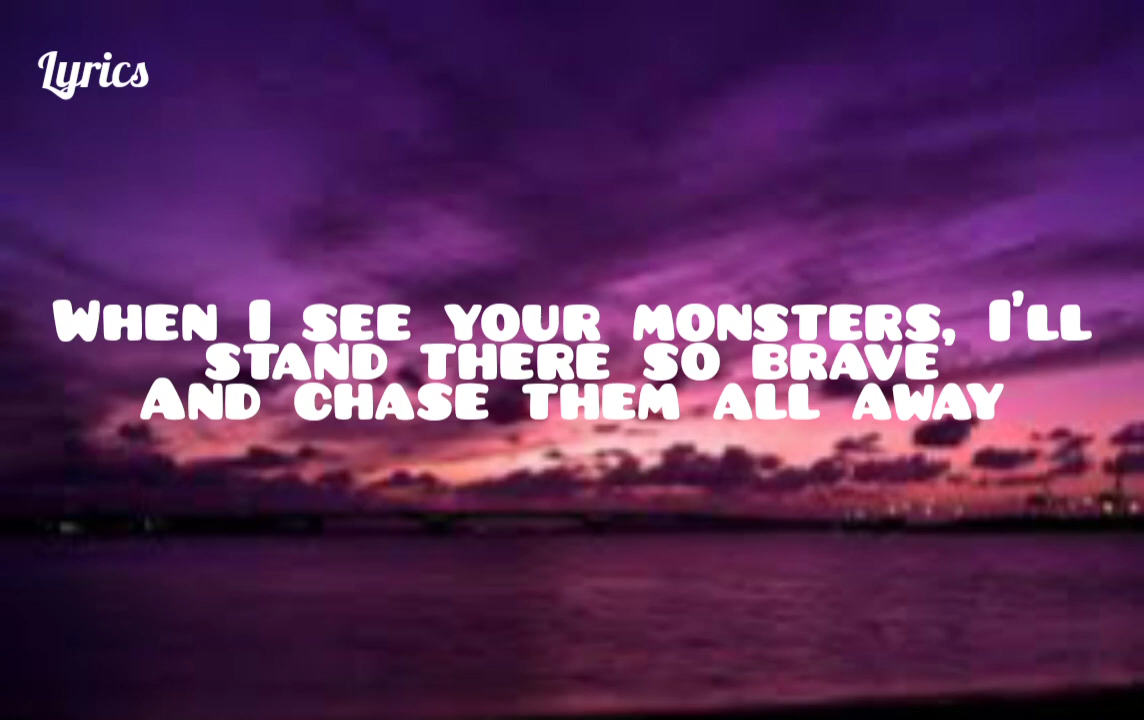 Lyrics
When I see your monsters, I'll
stand there so brave
And chase them all away